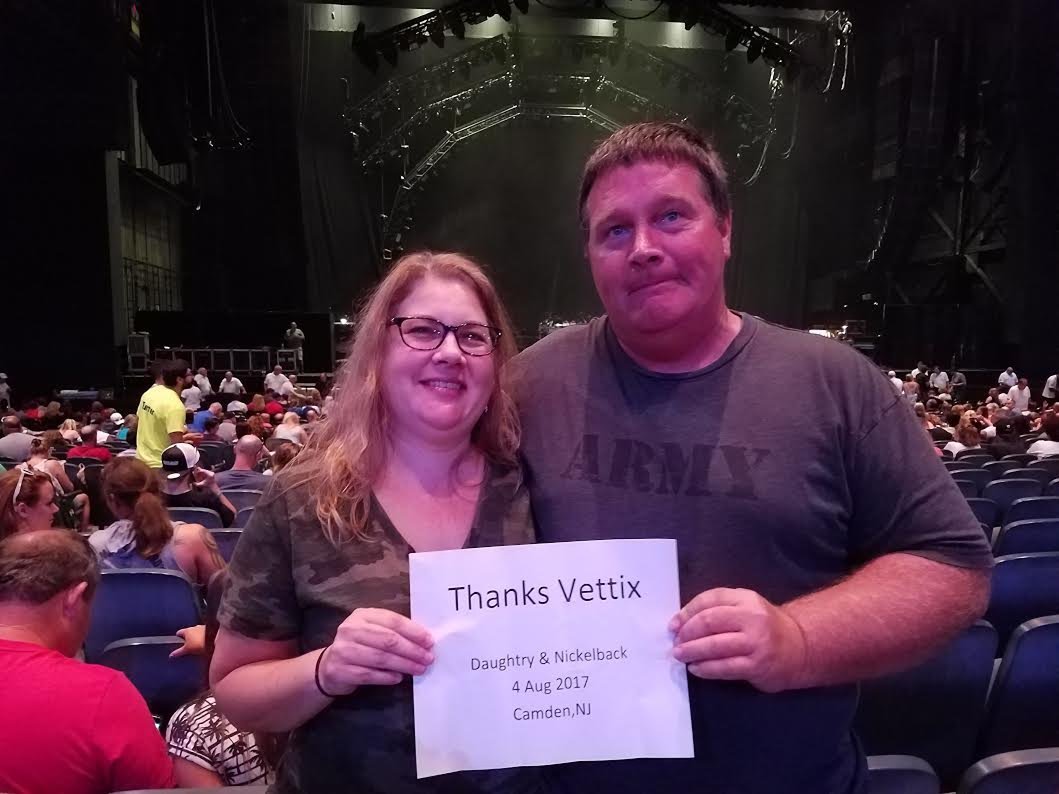 ARMY
Thanks Vettix
Daughtry & Nickelback
4 Aug 2017
Camden,NJ